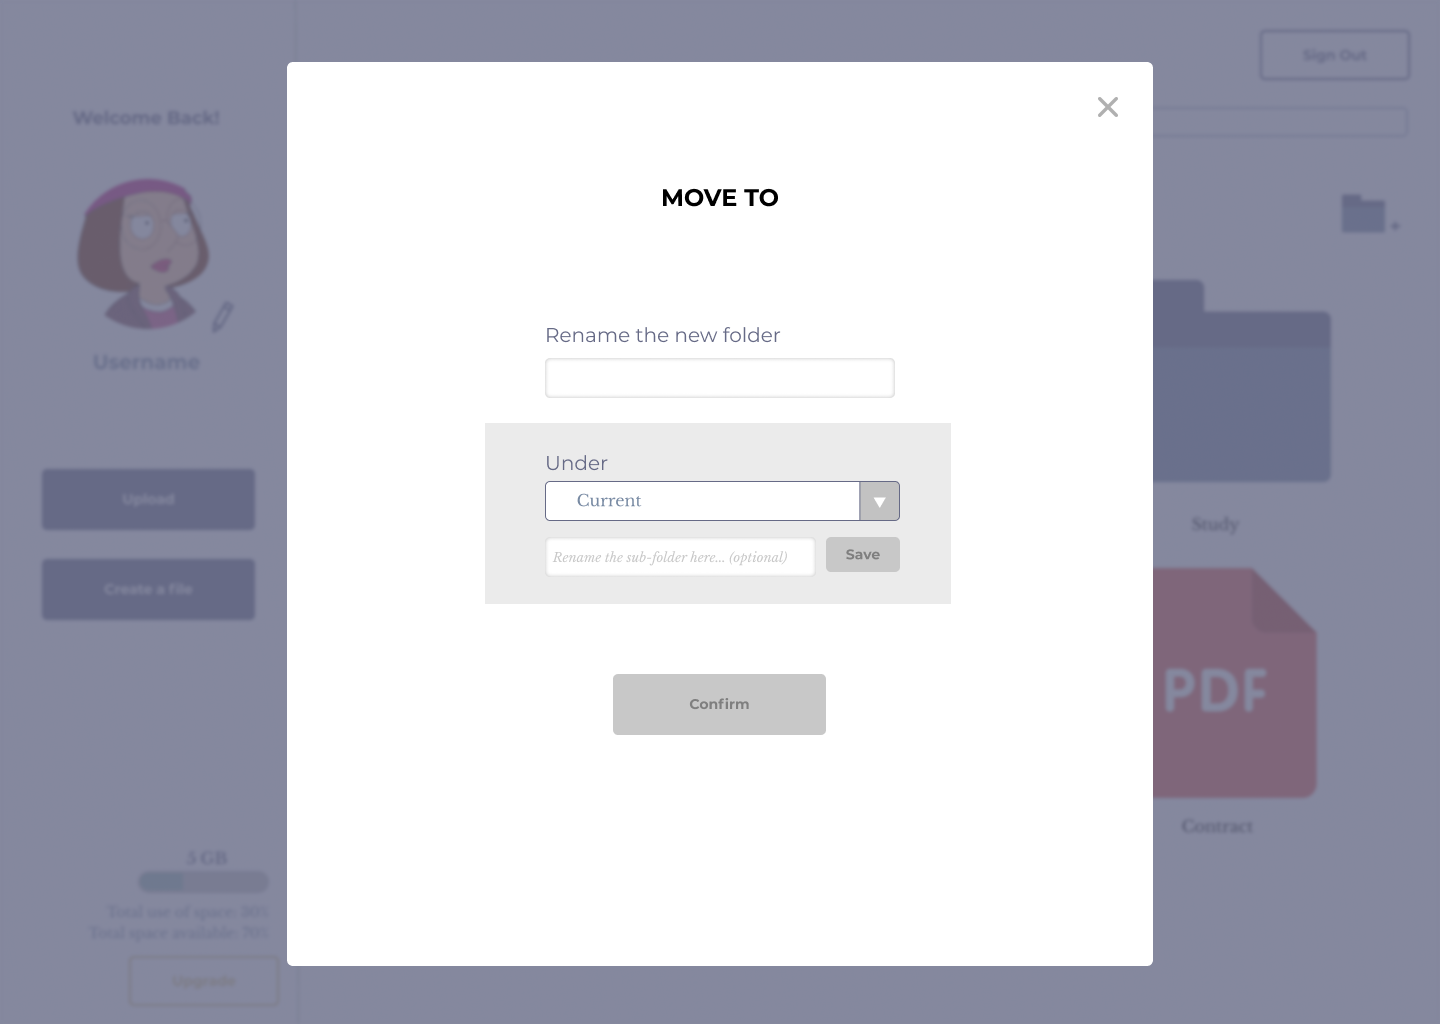 Sign Out
Welcome Back!
MOVE TO
Rename the new folder
Username
Under
Current
Upload
Study
Rename the sub-folder here... (optional)
Save
Create a file
PDF
Confirm
Contract
5 GB
Total use of space: 30%
Total space available: 70%
Upgrade